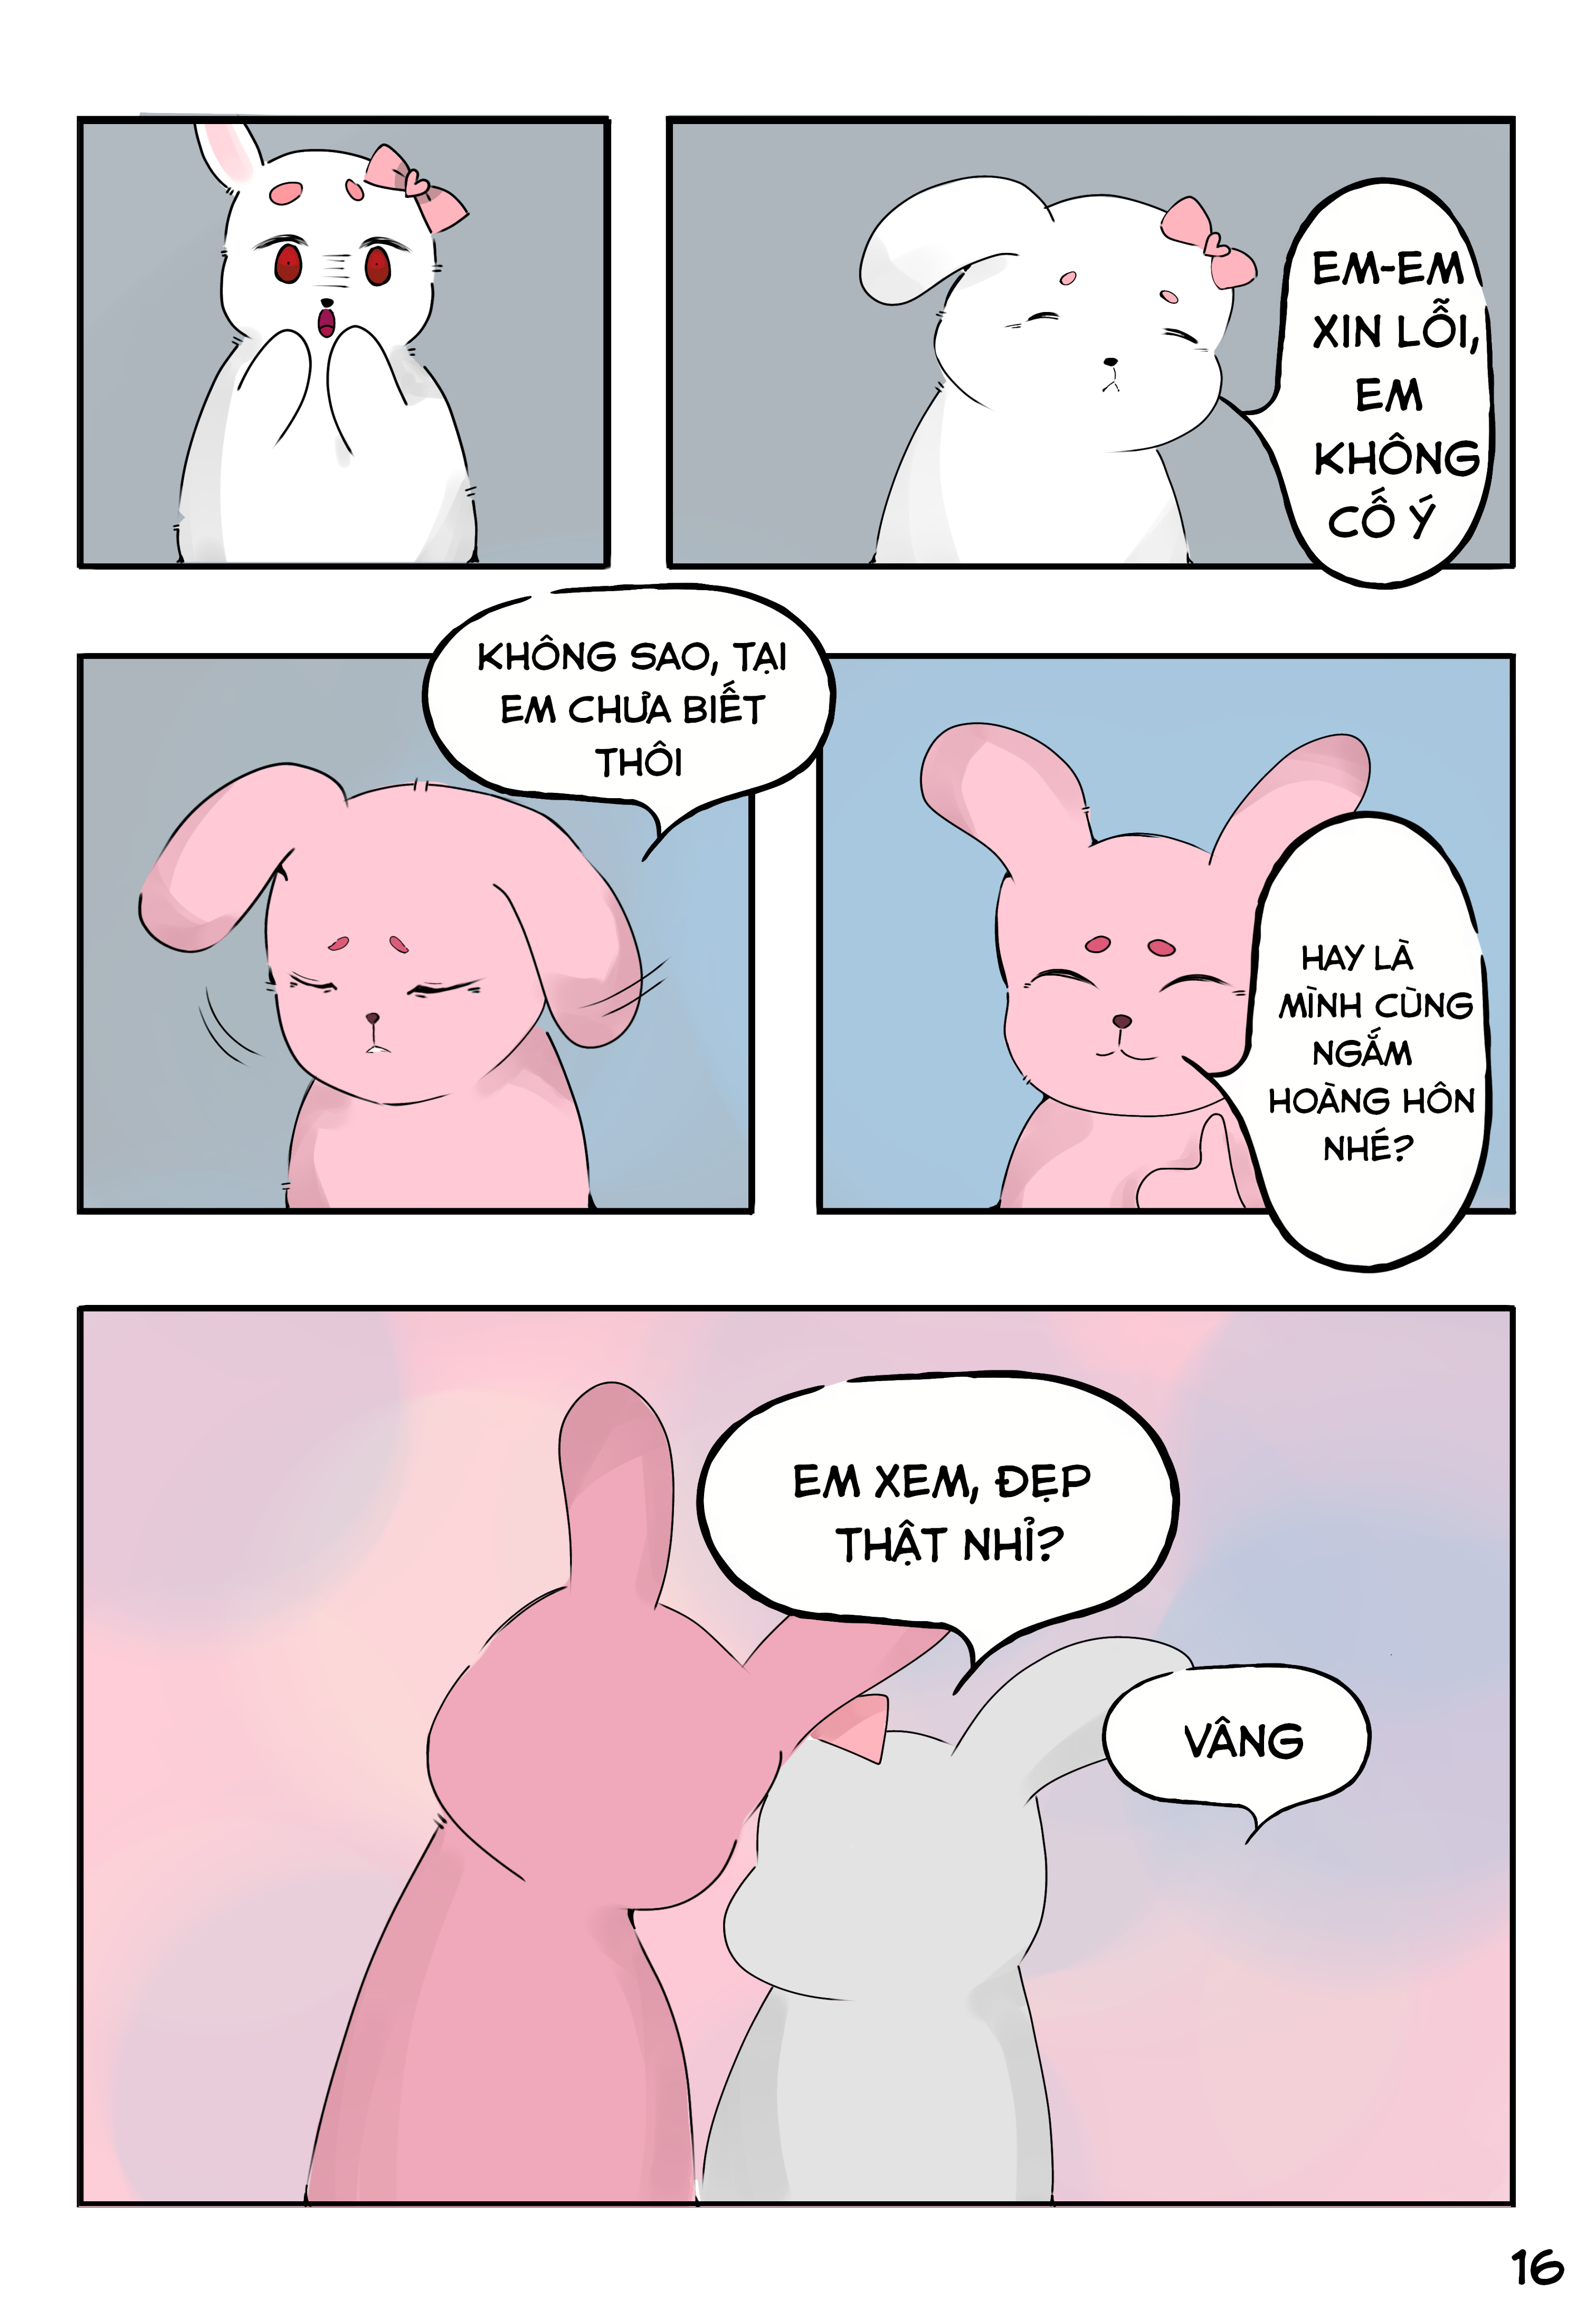 EM-EM
XIN LỖI,
EM
KHÔNG
CỐ Ý
KHÔNG SAO, TẠI
EM CHƯA BIẾT
THÔI
HAY LÀ
MÌNH CÙNG
NGẮM
HOÀNG HÔN
NHÉ?
EM XEM, ĐẸP
THẬT NHỈ?
VÂNG
16